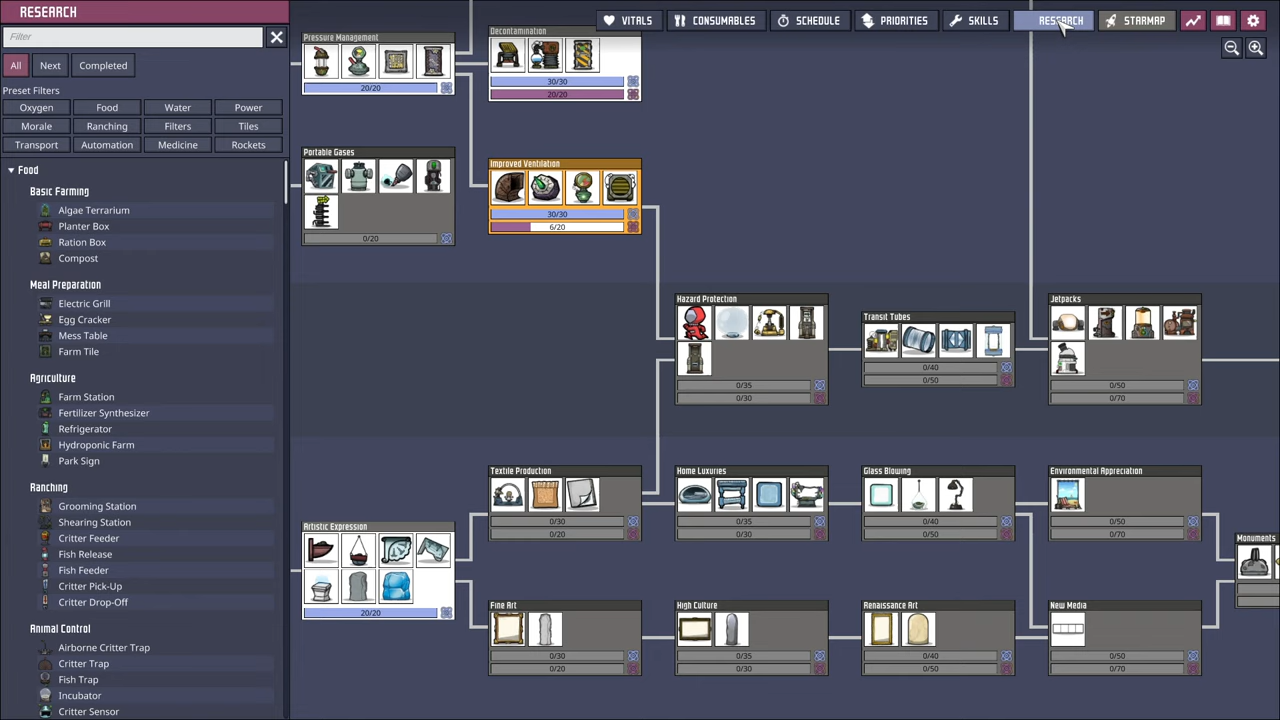 RESEARCH
VITALS
CONSUMABLES
SCHEDULE
PRIORITIES
SKILLS
RESEARCH
STARMAP
Filter
All
Next
Completed
Preset Filters
Oxygen
Food
Water
Power
Morale
Ranching
Filters
Tiles
Transport
Automation
Medicine
Rockets
Food
Basic Farming
Algae Terrarium
Planter Box
Ration Box
Compost
Meal Preparation
Electric Grill
Egg Cracker
Mess Table
Farm Tile
Agriculture
Farm Station
Fertilizer Synthesizer
Refrigerator
Hydroponic Farm
Park Sign
Ranching
Grooming Station
Shearing Station
Critter Feeder
Fish Release
Fish Feeder
Critter Pick-Up
Critter Drop-Off
Animal Control
Airborne Critter Trap
Critter Trap
Fish Trap
Incubator
Critter Sensor
Pressure Management
20/20
Decontamination
30/30
20/20
Portable Gases
0/20
Improved Ventilation
30/30
6/20
Hazard Protection
0/35
0/30
Transit Tubes
0/40
0/50
Jetpacks
0/50
0/70
Artistic Expression
20/20
Textile Production
0/30
0/20
Home Luxuries
0/35
0/30
Glass Blowing
0/40
0/50
Environmental Appreciation
0/50
0/70
Monuments
Fine Art
0/30
0/20
High Culture
0/35
0/30
Renaissance Art
0/40
0/50
New Media
0/50
0/70